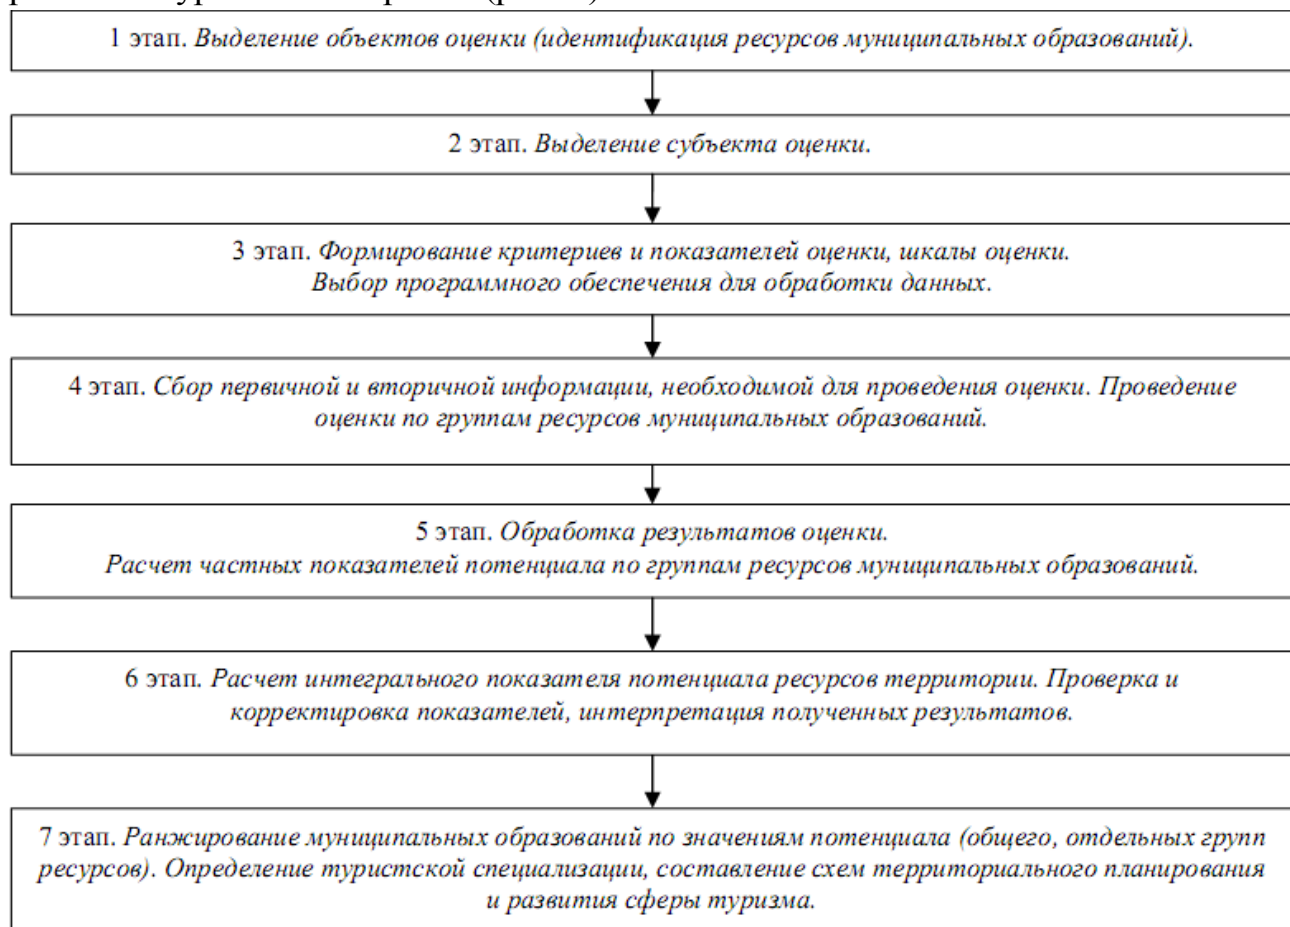 1 этап. Выделение объектов оценки (идентификация ресурсов муниципальных образований).
2 этап. Выделение субъекта оценки.
3 этап. Формирование критериев и показателей оценки, шкалы оценки.
Выбор программного обеспечения для обработки данных.
4 этап. Сбор первичной и вторичной информации, необходимой для проведения оценки. Проведение
оценки по группам ресурсов муниципальных образований.
5 этап. Обработка результатов оценки.
Расчет частных показателей потенциала по группам ресурсов муниципальных образований.
6 этап. Расчет интегрального показателя потенциала ресурсов территории. Проверка и
корректировка показателей, интерпретация полученных результатов.
7 этап. Ранжирование муниципальных образований по значениям потенциала (общего, отдельных групп
ресурсов). Определение туристской специализации, составление схем территориального планирования
и развития сферы туризма.